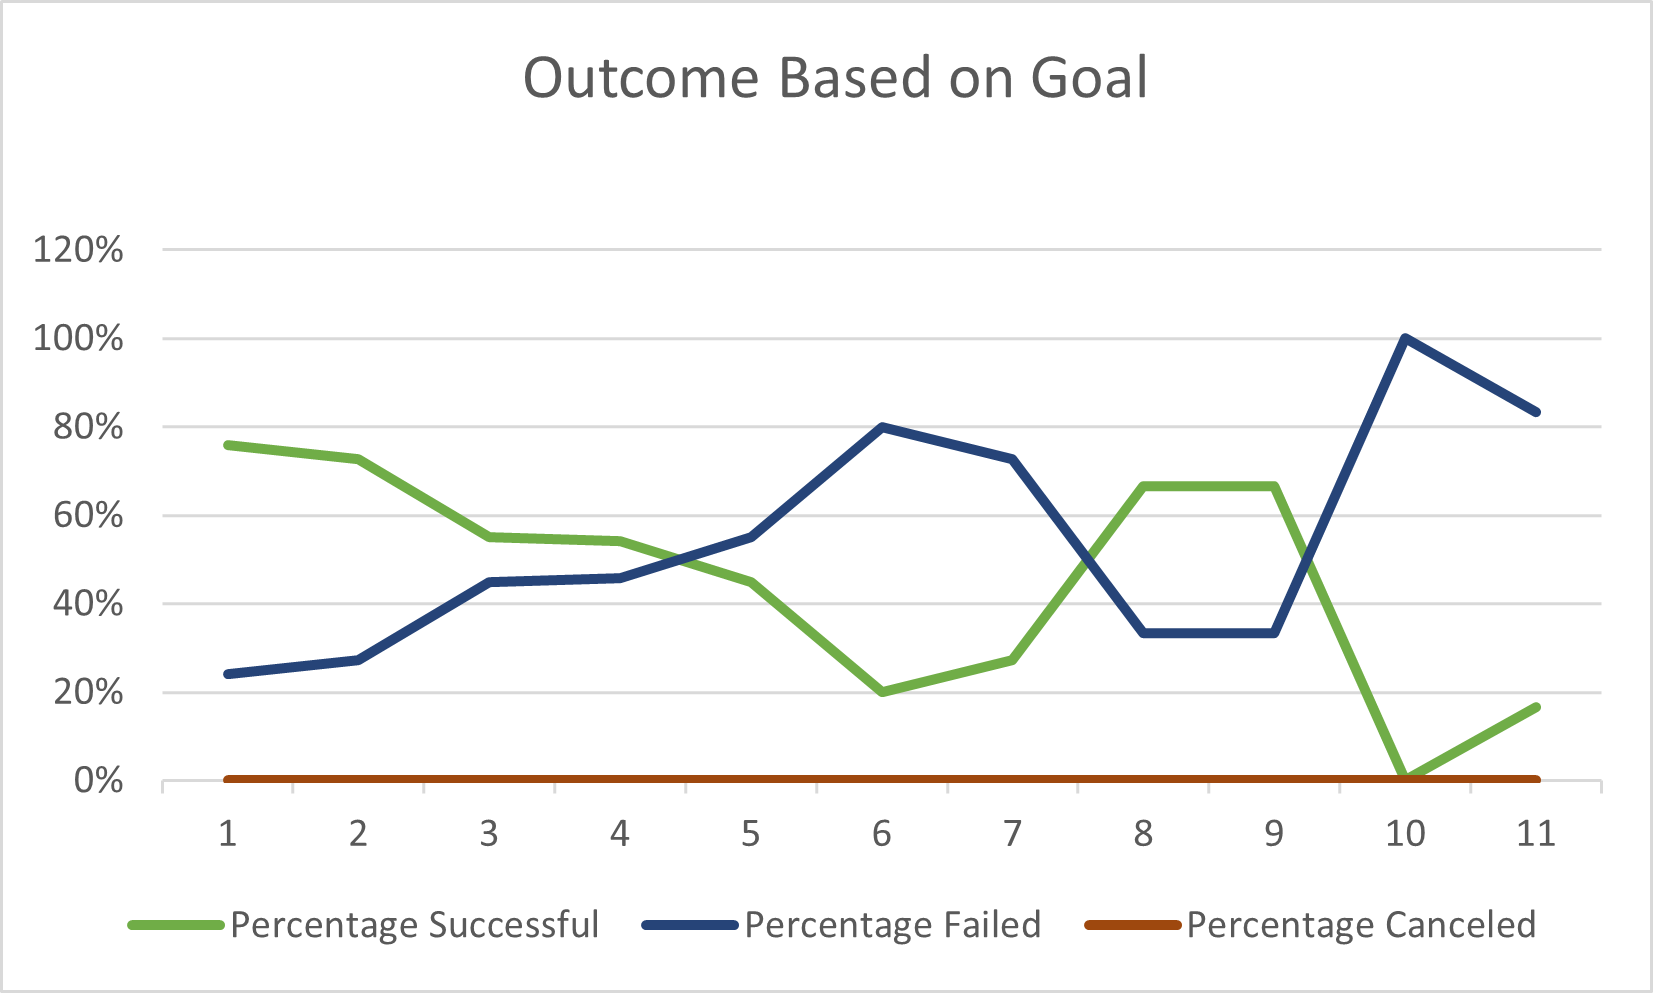 Outcome Based on Goal
120%
100%
80%
60%
40%
20%
0%
1 2 3 4 5 6 7 8 9 10 11
Percentage Successful Percentage Failed Percentage Canceled